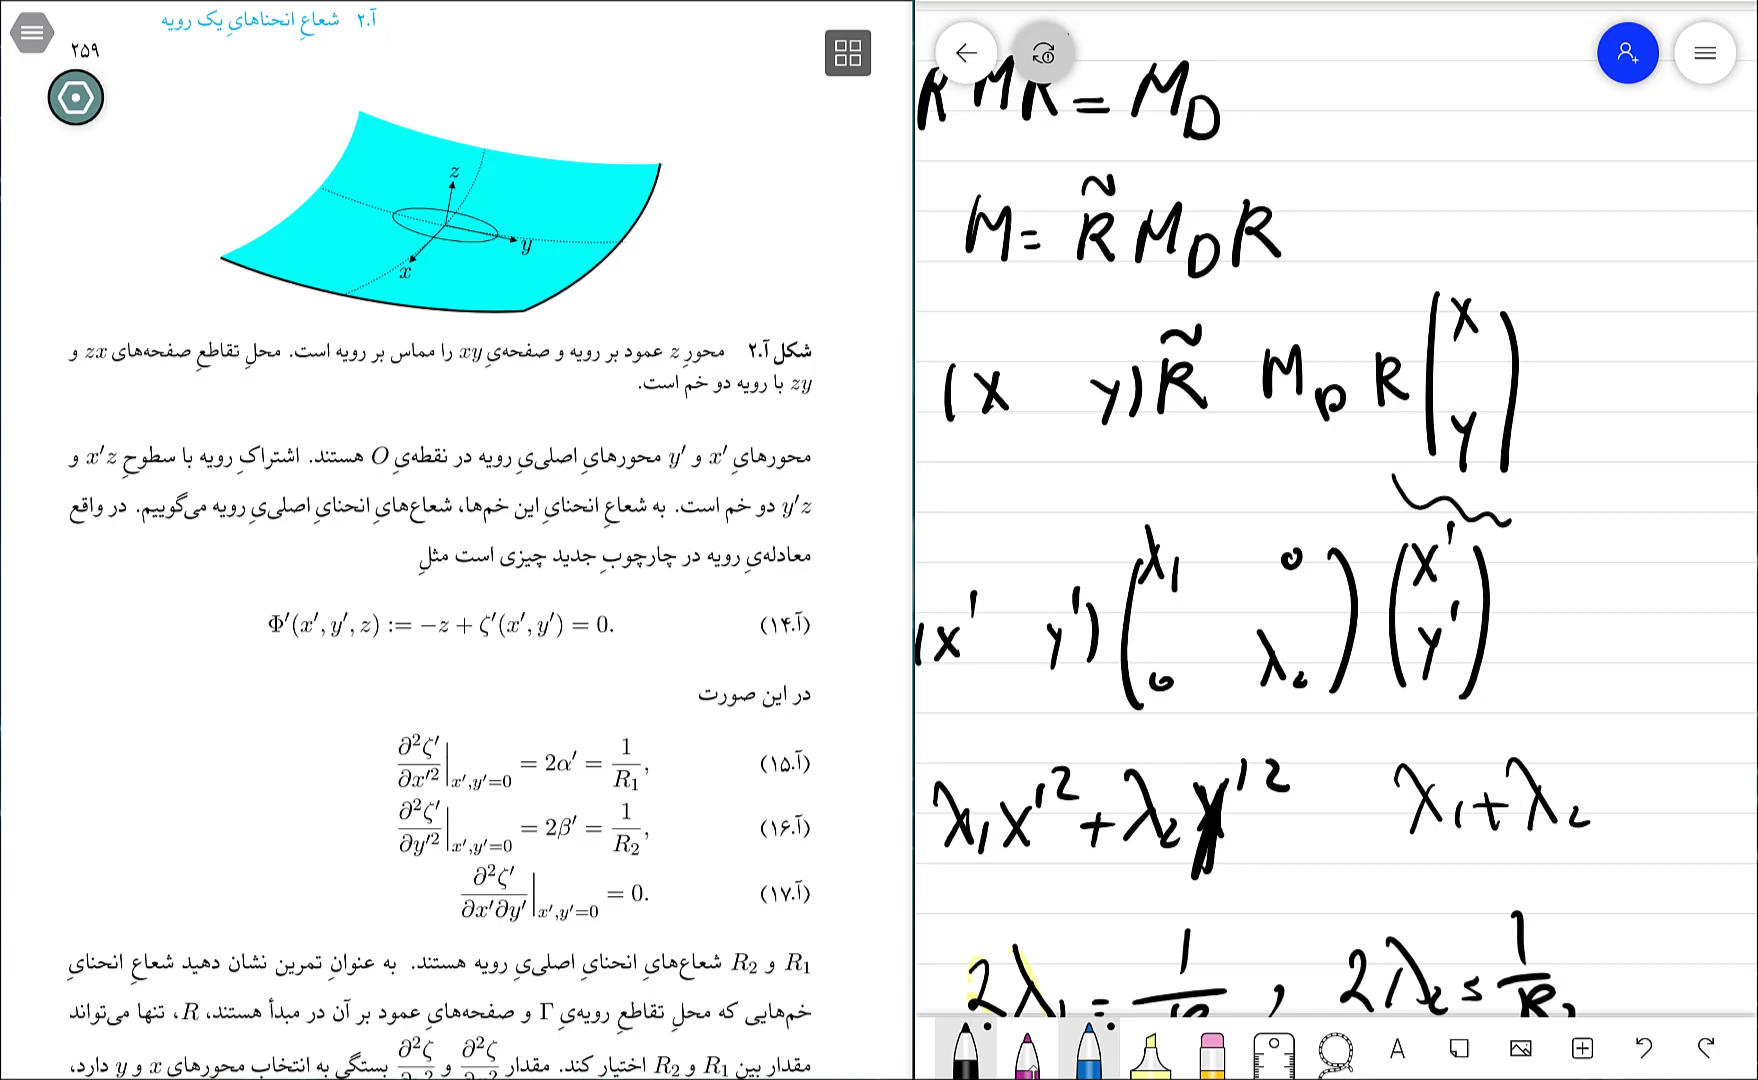 آ.۲ شعاعِ انحناهایِ یک رویه
۲۵۹
z
y
x
شکل آ.۲ محورِ z عمود بر رویه و صفحه‌یِ xy را مماس بر رویه است. محلِ تقاطعِ صفحه‌های zx و
zy با رویه دو خم است.
محورهایِ x′ و y′ محورهایِ اصلی‌یِ رویه در نقطه‌یِ O هستند. اشتراکِ رویه با سطوحِ x′z و
y′z دو خم است. به شعاعِ انحنایِ این خم‌ها، شعاع‌هایِ انحنایِ اصلی‌یِ رویه می‌گوییم. در واقع
معادله‌یِ رویه در چارچوبِ جدید چیزی است مثلِ
Φ′(x′, y′, z) := −z + ζ′(x′, y′) = 0. (آ.۱۴)
در این صورت
∂²ζ′/∂x′²|x′,y′=0 = 2α′ = 1/R₁, (آ.۱۵)
∂²ζ′/∂y′²|x′,y′=0 = 2β′ = 1/R₂, (آ.۱۶)
∂²ζ′/∂x′∂y′|x′,y′=0 = 0. (آ.۱۷)
R₁ و R₂ شعاع‌هایِ انحنایِ اصلی‌یِ رویه هستند. به عنوانِ تمرین نشان دهید شعاعِ انحنایِ
خم‌هایی که محلِ تقاطعِ رویه‌یِ Γ و صفحه‌هایِ عمود بر آن در مبدأ هستند، R، تنها می‌تواند
مقدار بین R₁ و R₂ اختیار کند. مقدار ∂²ζ و ∂²ζ بستگی به انتخاب محورهای x و y دارد،
R M R = M_D
M = R̃ M_D R
(x y) R̃ M_D R (x
y)
(x′ y′) (λ₁ 0
0 λ₂) (x′
y′)
λ₁x′² + λ₂y′² λ₁+λ₂
2λ₁ = 1/R , 2λ₂ = 1/R₂
A